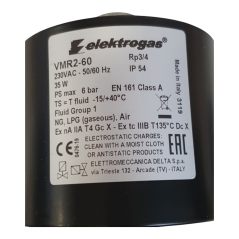 elektrogas®
VMR2-60 Rp3/4
230VAC - 50/60 Hz IP 54
35 W
PS max 6 bar EN 161 Class A
TS = T fluid -15/+40°C
Fluid Group 1
NG, LPG (gaseous), Air
Ex nA IIA T4 Gc X - Ex tc IIIB T135°C Dc X
ELECTROSTATIC CHARGES:
CLEAN WITH A MOIST CLOTH
OR ANTISTATIC PRODUCTS
ELETTROMECCANICA DELTA S.p.A.
via Trieste 132 - Arcade (TV) - ITALY
Made in Italy 3119